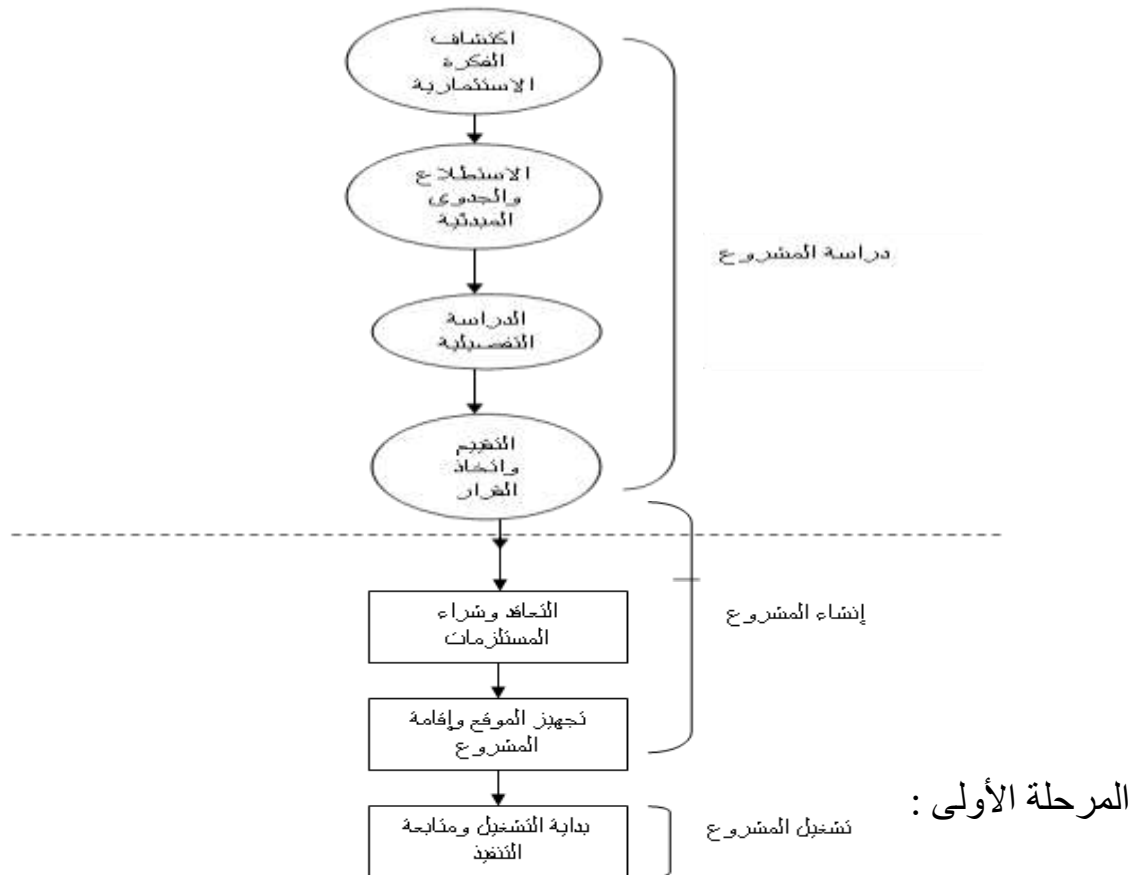 اكتشاف
الفكرة
الاستثمارية
الاستطلاع
والجدوى
المبدئية
دراسة المشروع
الدراسة
التفصيلية
التقييم
واتخاذ
القرار
التعاقد وشراء
المستلزمات
إنشاء المشروع
تجهيز الموقع وإقامة
المشروع
المرحلة الأولى :
تشغيل المشروع
بداية التشغيل ومتابعة
التنفيذ